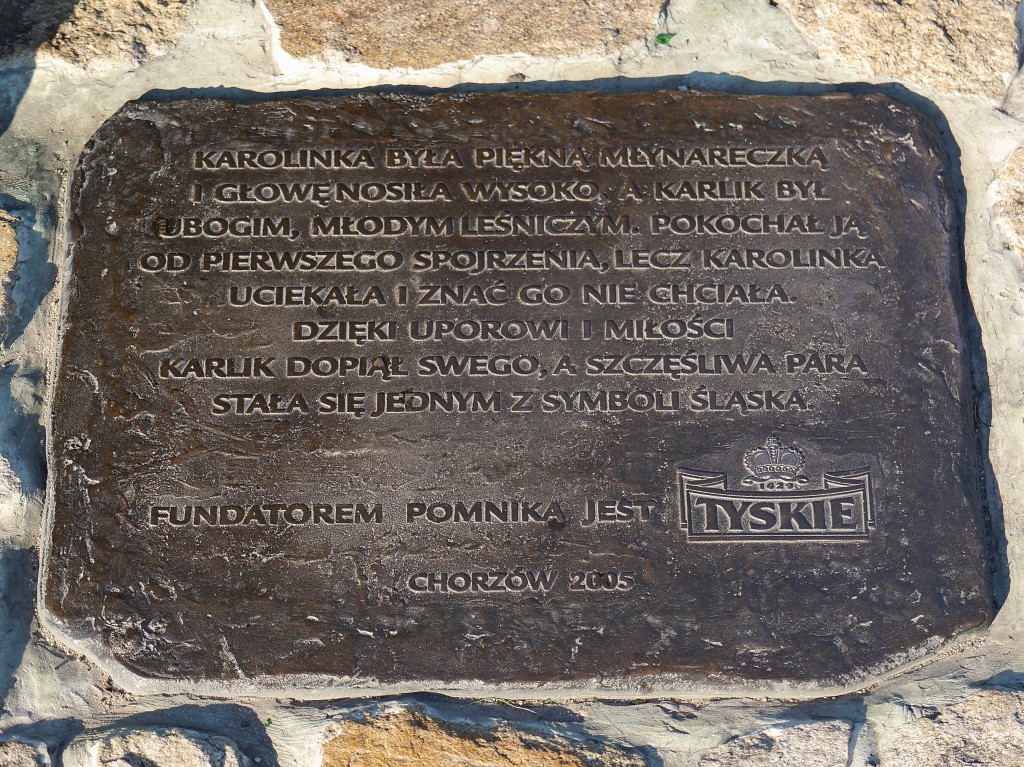 KAROLINKA BYŁA PIĘKNĄ MŁYNARECZKĄ
I GŁOWĘ NOSIŁA WYSOKO, A KARLIK BYŁ
UBOGIM, MŁODYM LEŚNICZYM. POKOCHAŁ JĄ
OD PIERWSZEGO SPOJRZENIA, LECZ KAROLINKA
UCIEKAŁA I ZNAĆ GO NIE CHCIAŁA.
DZIĘKI UPOROWI I MIŁOŚCI
KARLIK DOPIĄŁ SWEGO, A SZCZĘŚLIWA PARA
STAŁA SIĘ JEDNYM Z SYMBOLI ŚLĄSKA.
FUNDATOREM POMNIKA JEST
1629
TYSKIE
CHORZÓW 2005